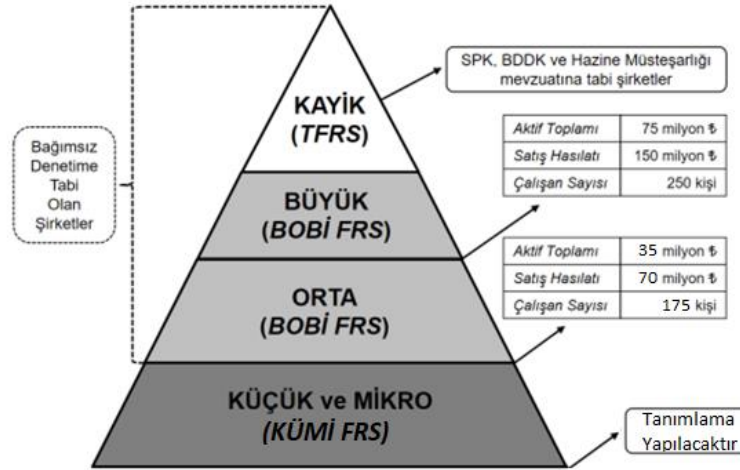 SPK, BDDK ve Hazine Müsteşarlığı
mevzuatına tabi şirketler
KAYİK
(TFRS)
Bağımsız
Denetime
Tabi
Olan
Şirketler
Aktif Toplamı 75 milyon ₺
Satış Hasılatı 150 milyon ₺
Çalışan Sayısı 250 kişi
BÜYÜK
(BOBİ FRS)
Aktif Toplamı 35 milyon ₺
Satış Hasılatı 70 milyon ₺
Çalışan Sayısı 175 kişi
ORTA
(BOBİ FRS)
KÜÇÜK ve MİKRO
(KÜMİ FRS)
Tanımlama
Yapılacaktır